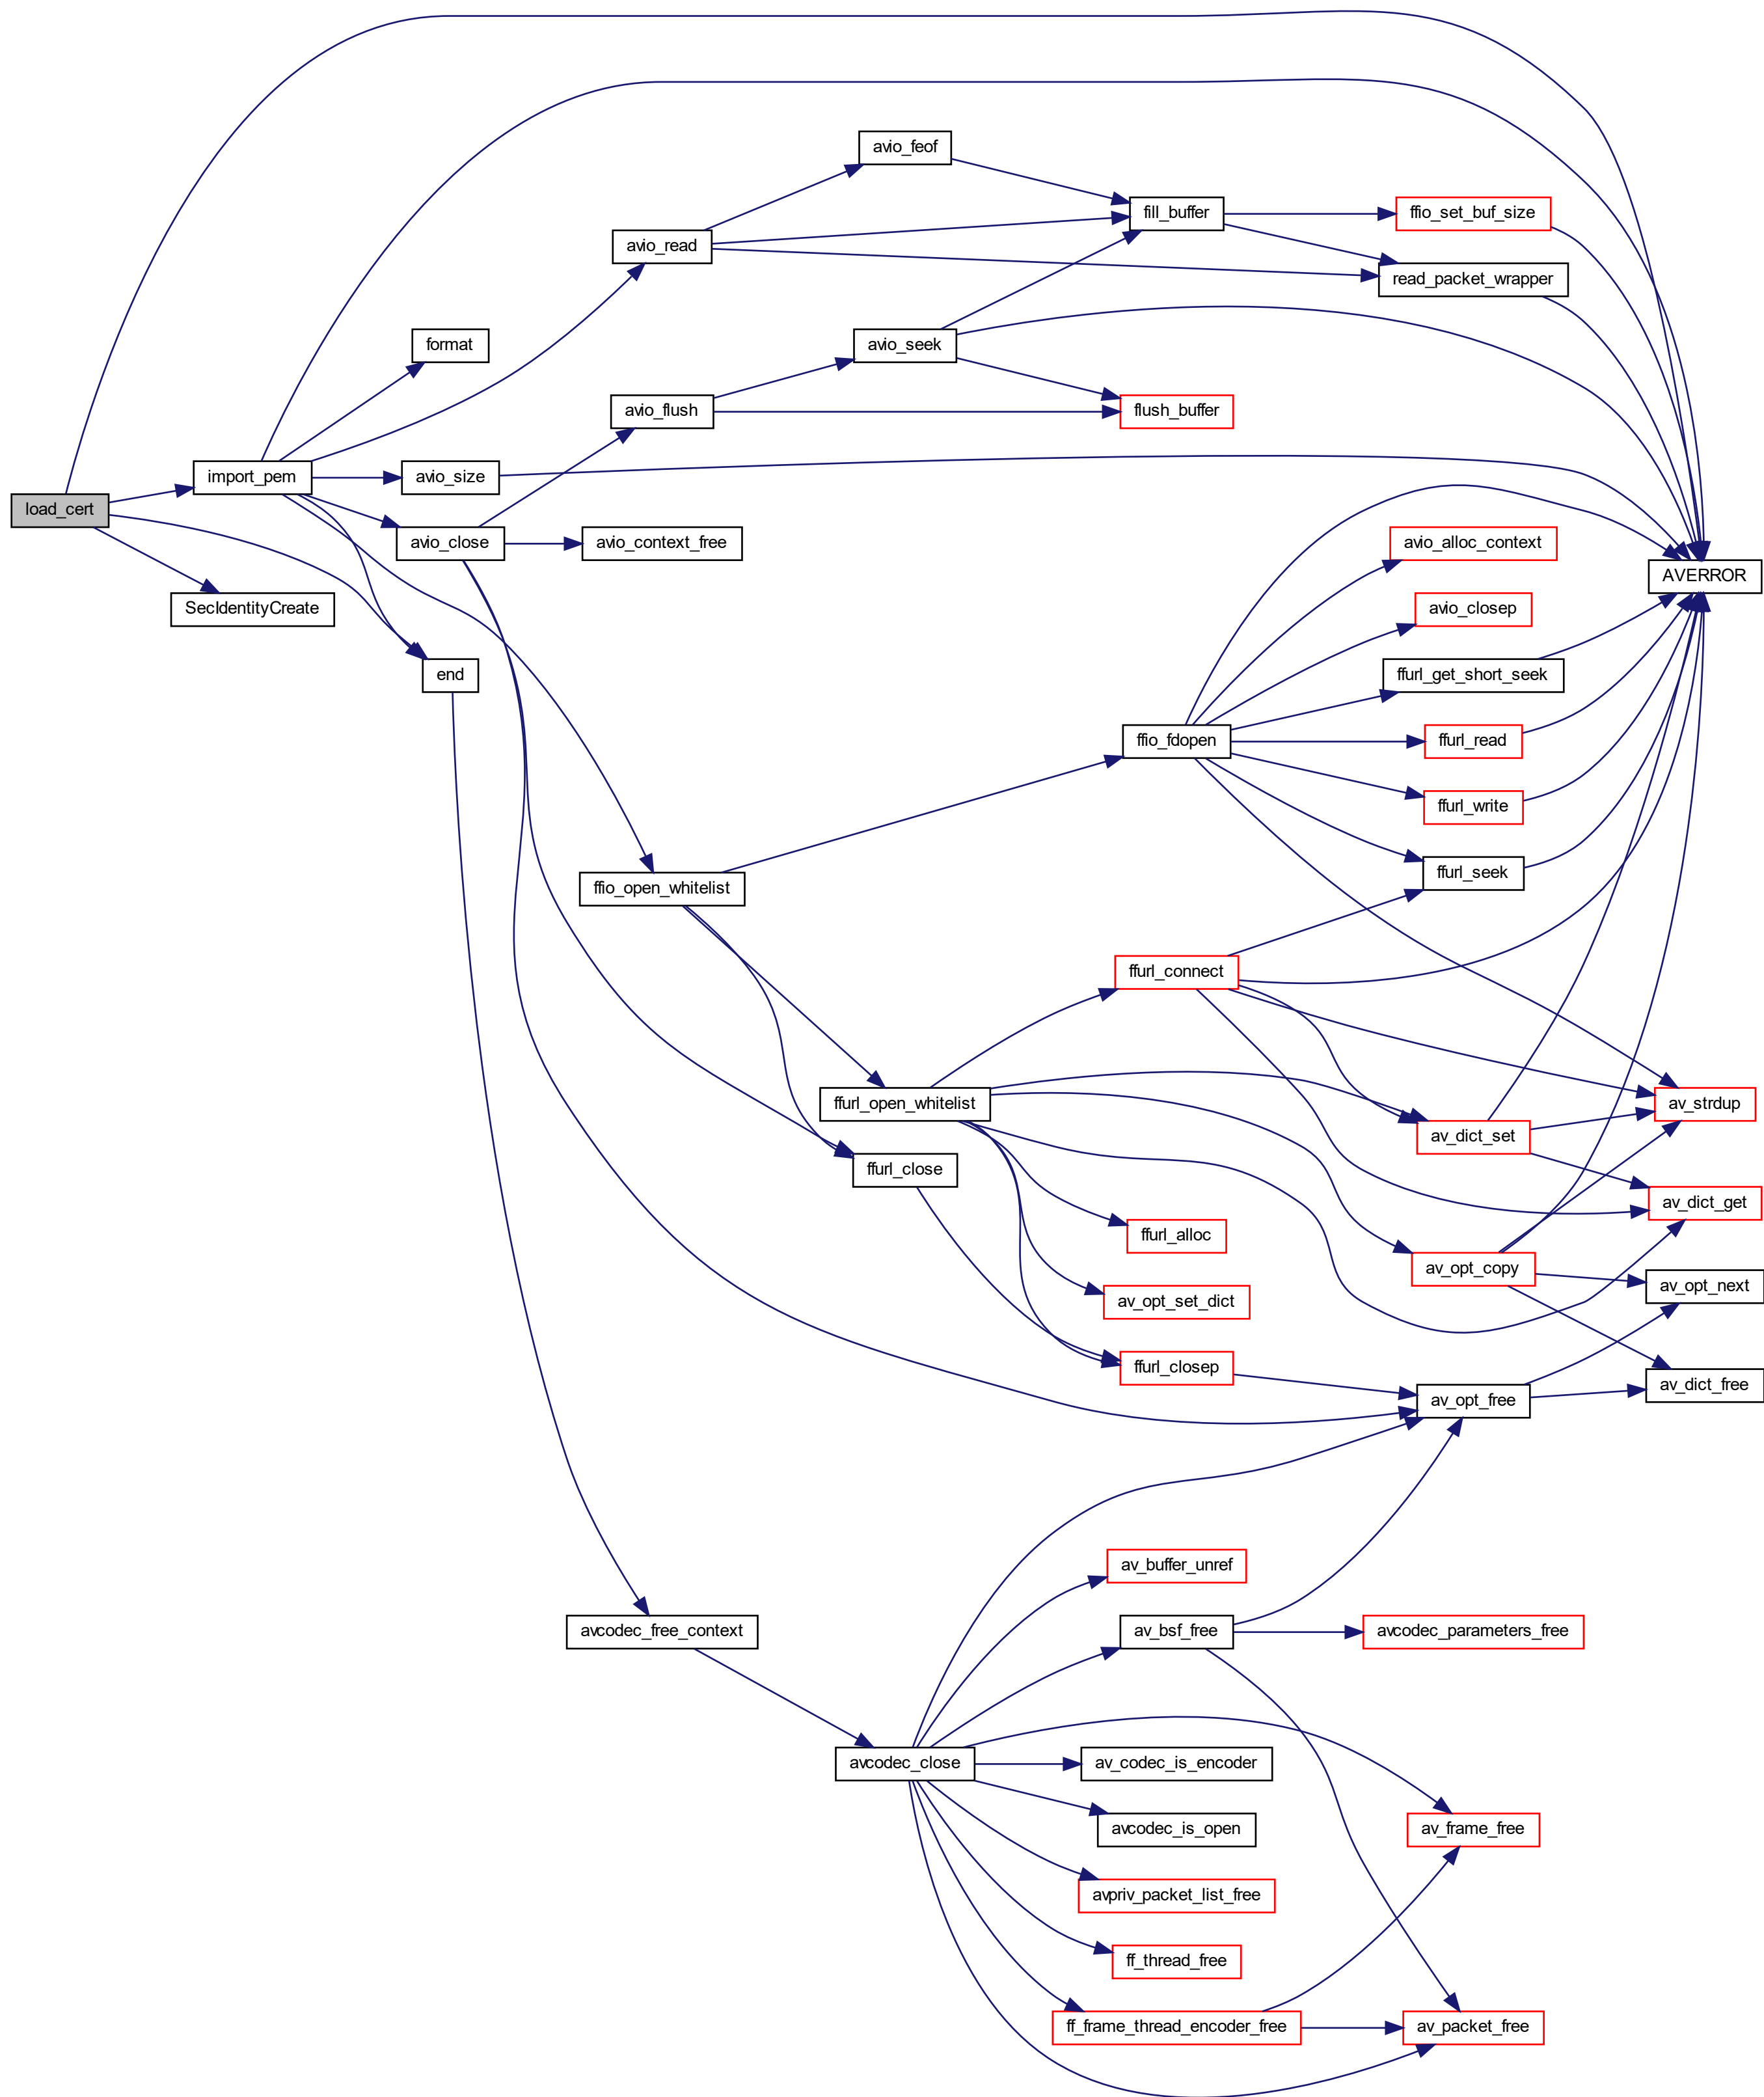 avio_feof
fill_buffer
ffio_set_buf_size
avio_read
read_packet_wrapper
format
avio_seek
avio_flush
flush_buffer
import_pem
avio_size
load_cert
avio_close
avio_context_free
avio_alloc_context
AVERROR
SecIdentityCreate
avio_closep
end
ffurl_get_short_seek
ffio_fdopen
ffurl_read
ffurl_write
ffio_open_whitelist
ffurl_seek
ffurl_connect
ffurl_open_whitelist
av_strdup
av_dict_set
ffurl_close
av_dict_get
ffurl_alloc
av_opt_copy
av_opt_next
av_opt_set_dict
ffurl_closep
av_opt_free
av_dict_free
av_buffer_unref
avcodec_free_context
av_bsf_free
avcodec_parameters_free
avcodec_close
av_codec_is_encoder
avcodec_is_open
av_frame_free
avpriv_packet_list_free
ff_thread_free
ff_frame_thread_encoder_free
av_packet_free